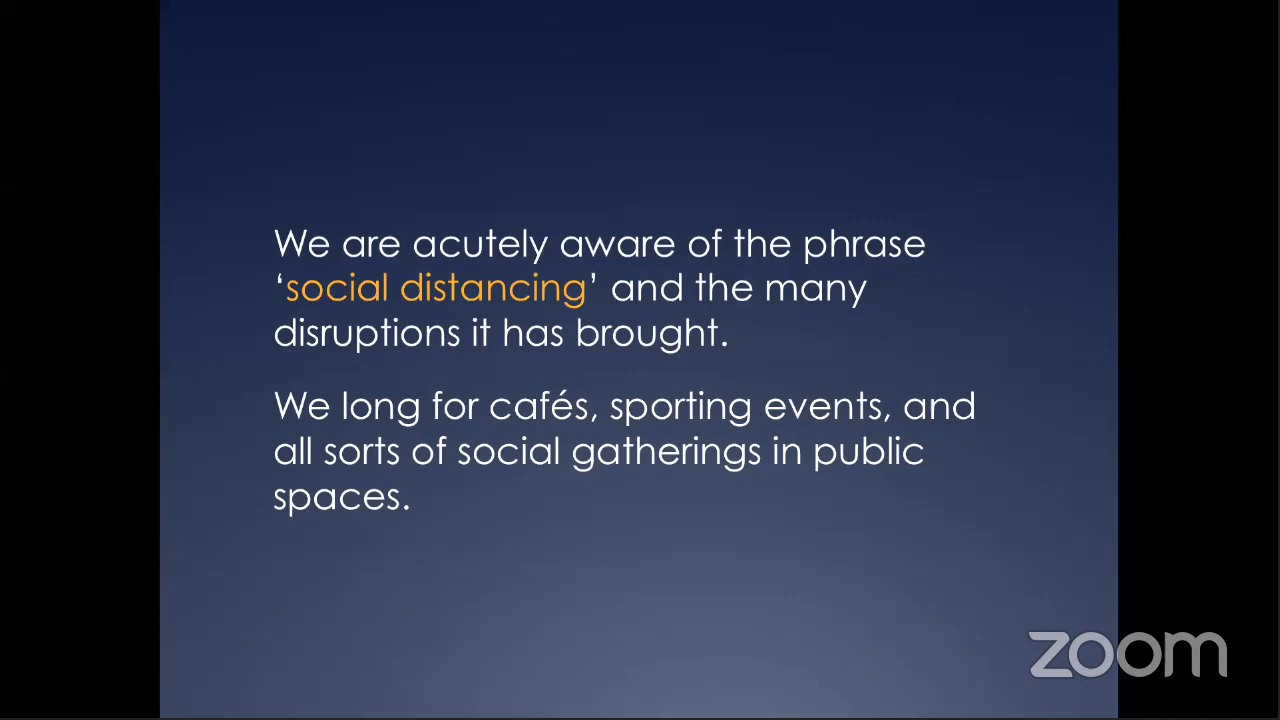 We are acutely aware of the phrase
‘social distancing’ and the many
disruptions it has brought.
We long for cafés, sporting events, and
all sorts of social gatherings in public
spaces.
zoom